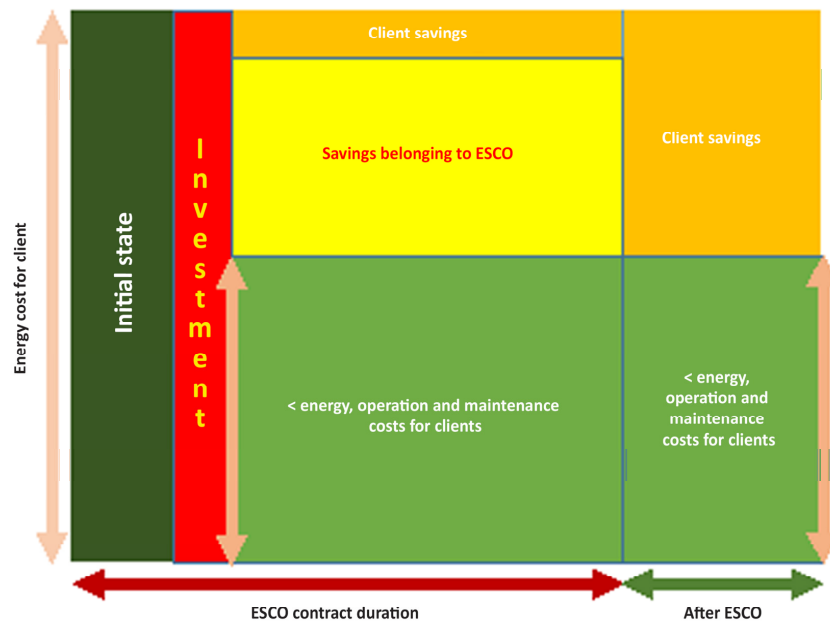 Client savings
Savings belonging to ESCO
Client savings
Energy cost for client
Initial state
Investment
< energy, operation and maintenance
costs for clients
< energy,
operation and
maintenance
costs for clients
ESCO contract duration
After ESCO